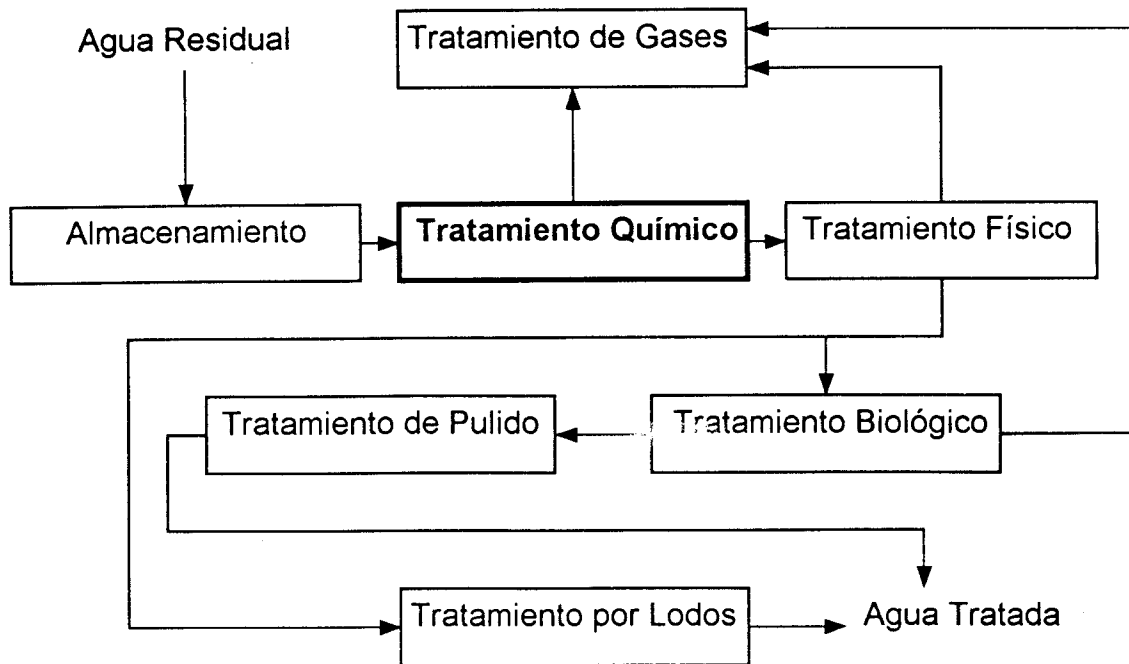 Agua Residual
Tratamiento de Gases
Almacenamiento
Tratamiento Químico
Tratamiento Físico
Tratamiento de Pulido
Tratamiento Biológico
Tratamiento por Lodos
Agua Tratada